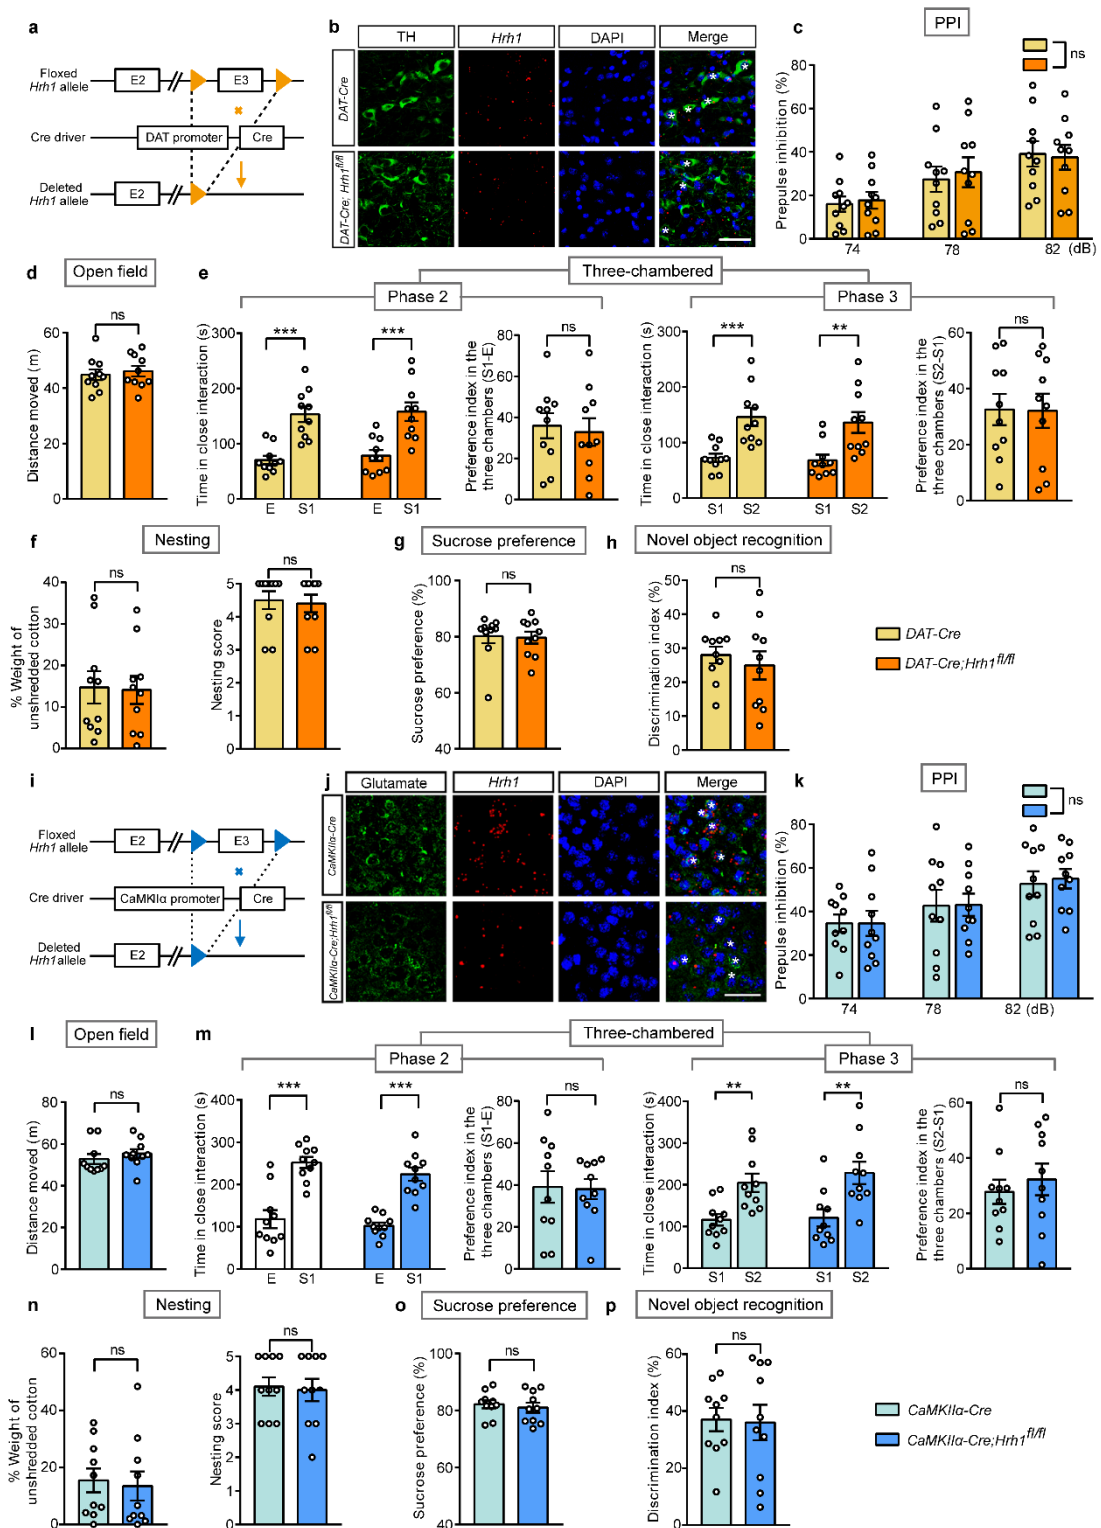 a
Floxed
Hrh1 allele
E2
E3
Cre driver
DAT promoter
Cre
Deleted
Hrh1 allele
E2
b
TH
Hrh1
DAPI
Merge
DAT-Cre
DAT-Cre; Hrh1fl/fl
* * * * *
* * *
c
PPI
ns
Prepulse inhibition (%)
80
60
40
20
0
74
78
82 (dB)
d
Open field
ns
Distance moved (m)
60
40
20
0
e
Three-chambered
Phase 2
Time in close interaction (s)
300
200
100
0
***
***
E
S1
E
S1
Preference index in the
three chambers (S1-E)
80
60
40
20
0
ns
Phase 3
Time in close interaction (s)
300
200
100
0
***
**
S1
S2
S1
S2
Preference index in the
three chambers (S2-S1)
60
40
20
0
ns
f
Nesting
% Weight of
unshredded cotton
40
30
20
10
0
ns
Nesting score
5
4
3
2
1
0
ns
g
Sucrose preference
Sucrose preference (%)
100
80
60
40
ns
h
Novel object recognition
Discrimination index (%)
50
40
30
20
10
0
ns
DAT-Cre
DAT-Cre;Hrh1fl/fl
i
Floxed
Hrh1 allele
E2
E3
Cre driver
CaMKIIα promoter
Cre
Deleted
Hrh1 allele
E2
j
Glutamate
Hrh1
DAPI
Merge
CaMKIIα-Cre
CaMKIIα-Cre;Hrh1fl/fl
* * * * *
* * * *
k
PPI
ns
Prepulse inhibition (%)
80
60
40
20
0
74
78
82 (dB)
l
Open field
ns
Distance moved (m)
80
60
40
20
0
m
Three-chambered
Phase 2
Time in close interaction (s)
400
300
200
100
0
***
***
E
S1
E
S1
Preference index in the
three chambers (S1-E)
80
60
40
20
0
ns
Phase 3
Time in close interaction (s)
400
300
200
100
0
**
**
S1
S2
S1
S2
Preference index in the
three chambers (S2-S1)
60
40
20
0
ns
n
Nesting
% Weight of
unshredded cotton
60
40
20
0
ns
Nesting score
5
4
3
2
1
0
ns
o
Sucrose preference
Sucrose preference (%)
100
80
60
40
ns
p
Novel object recognition
Discrimination index (%)
60
40
20
0
ns
CaMKIIα-Cre
CaMKIIα-Cre;Hrh1fl/fl